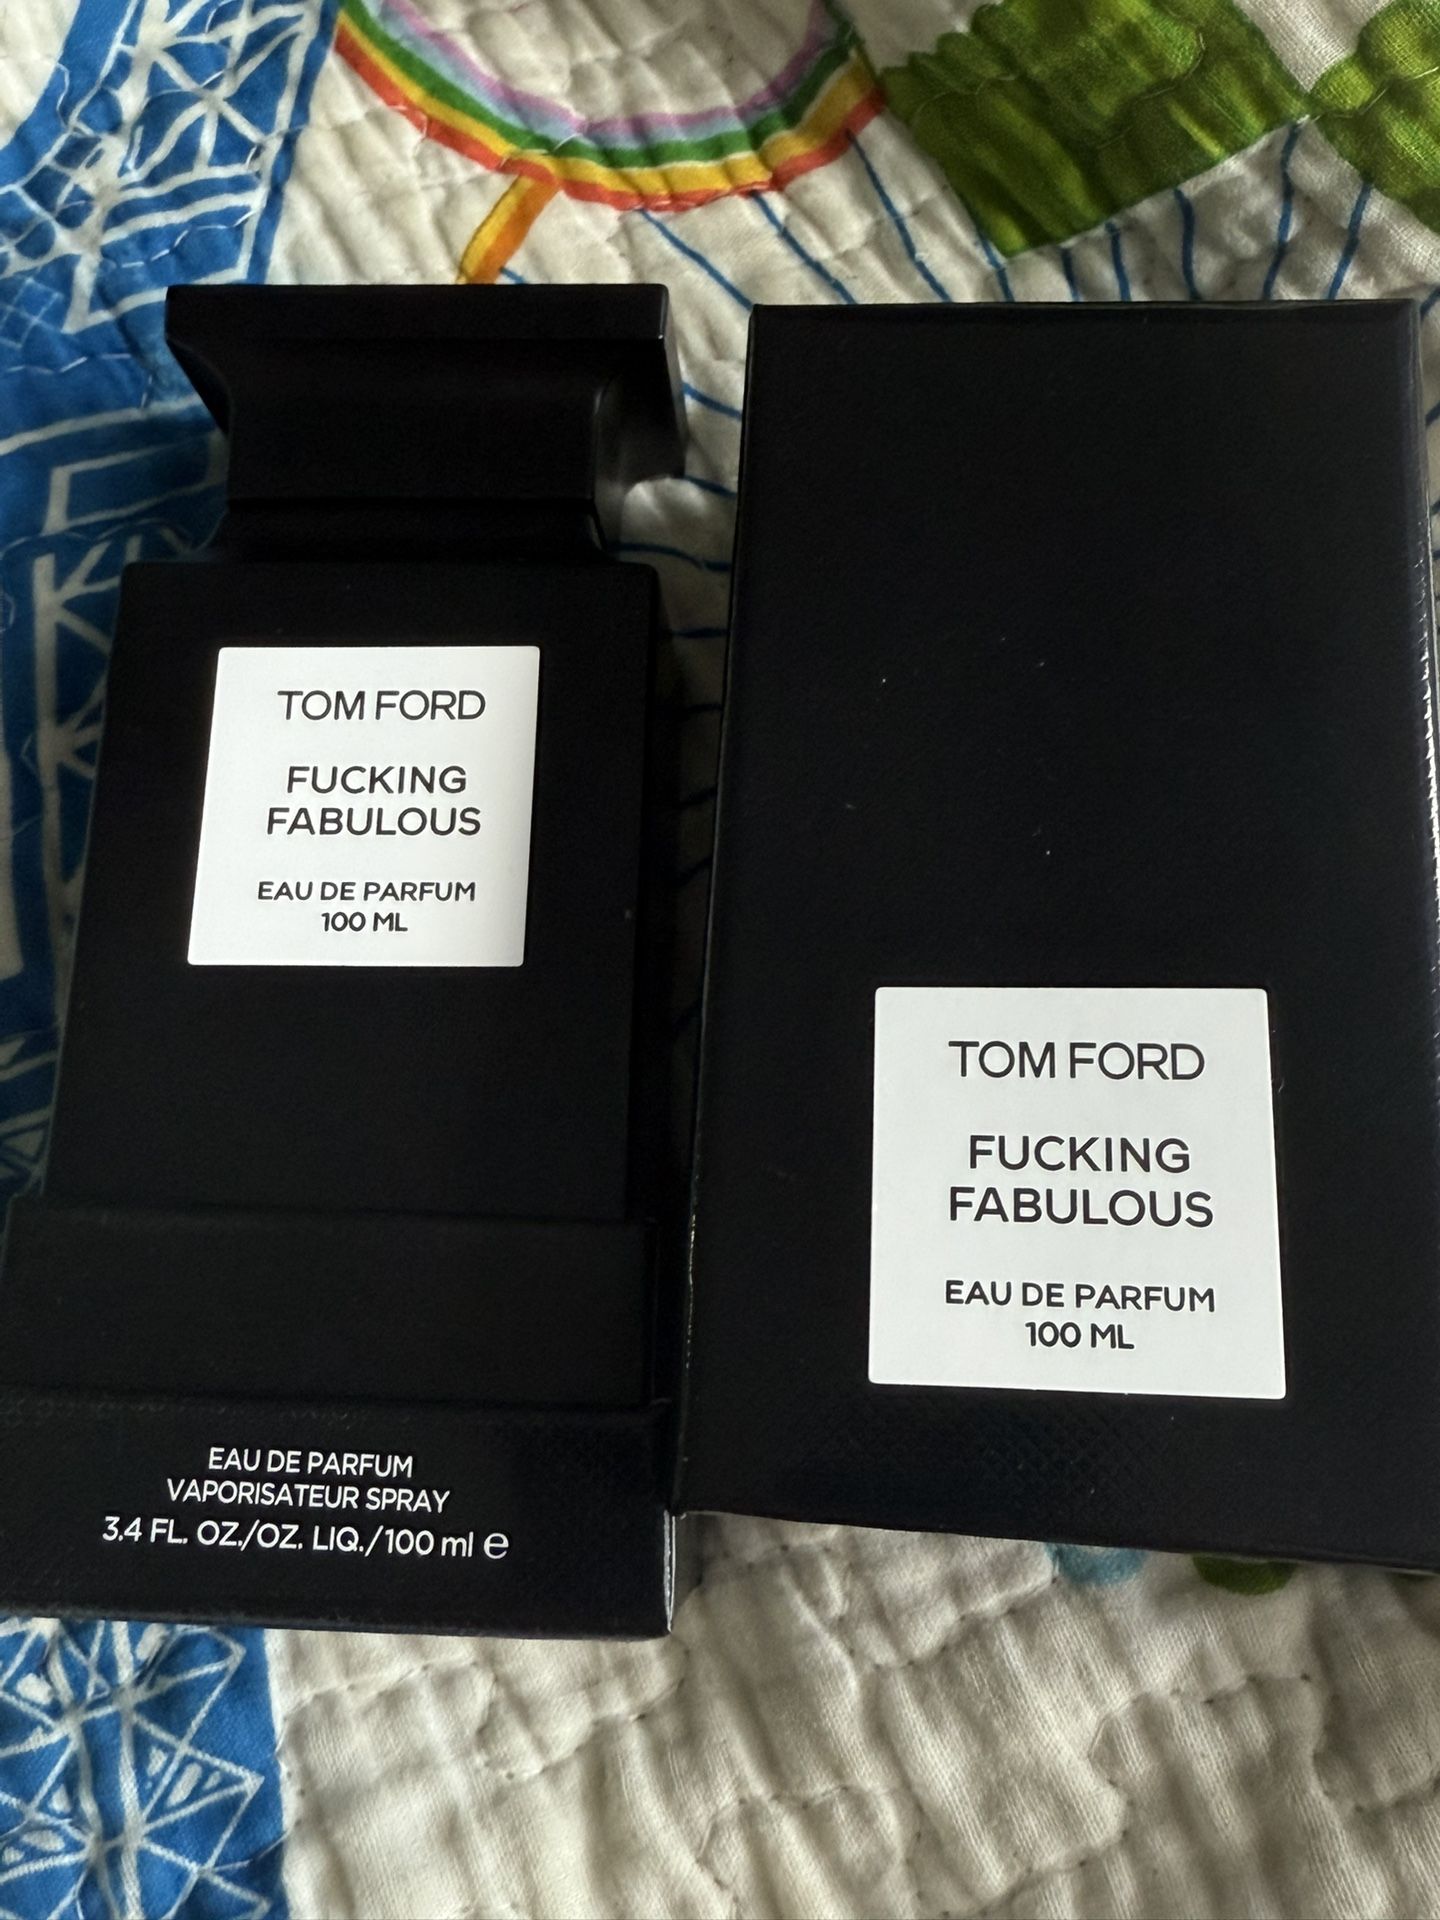 TOM FORD
FUCKING
FABULOUS
EAU DE PARFUM
100 ML
EAU DE PARFUM
VAPORISATEUR SPRAY
3.4 FL. OZ./OZ. LIQ./100 ml e
TOM FORD
FUCKING
FABULOUS
EAU DE PARFUM
100 ML